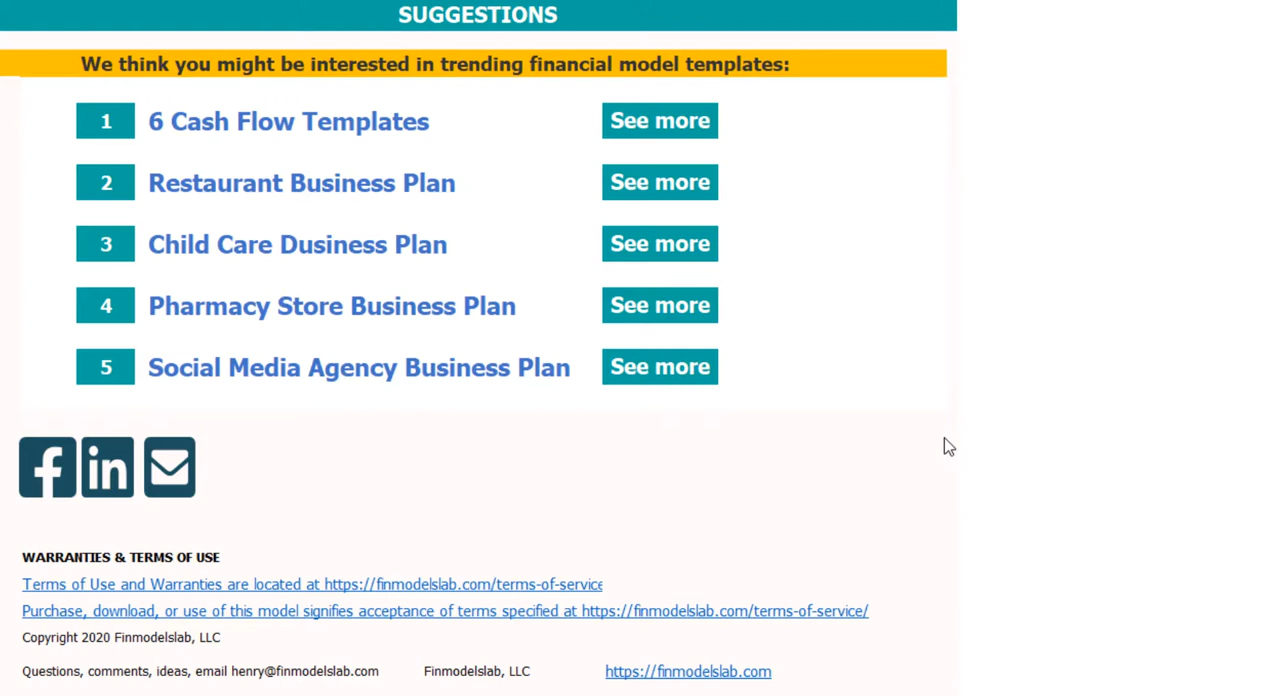 SUGGESTIONS
We think you might be interested in trending financial model templates:
1 6 Cash Flow Templates See more
2 Restaurant Business Plan See more
3 Child Care Dusiness Plan See more
4 Pharmacy Store Business Plan See more
5 Social Media Agency Business Plan See more
f in
WARRANTIES & TERMS OF USE
Terms of Use and Warranties are located at https://finmodelslab.com/terms-of-service
Purchase, download, or use of this model signifies acceptance of terms specified at https://finmodelslab.com/terms-of-service/
Copyright 2020 Finmodelslab, LLC
Questions, comments, ideas, email henry@finmodelslab.com Finmodelslab, LLC https://finmodelslab.com